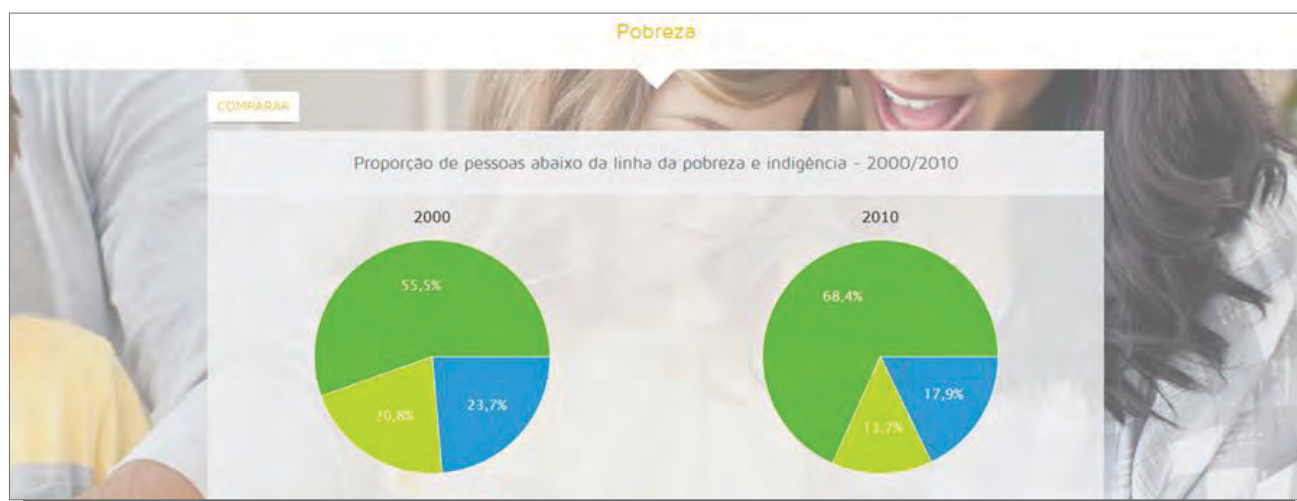 Pobreza
COMPARAR
Proporção de pessoas abaixo da linha da pobreza e indigência - 2000/2010
2000
2010
55,5%
20,8%
23,7%
68,4%
13,7%
17,9%